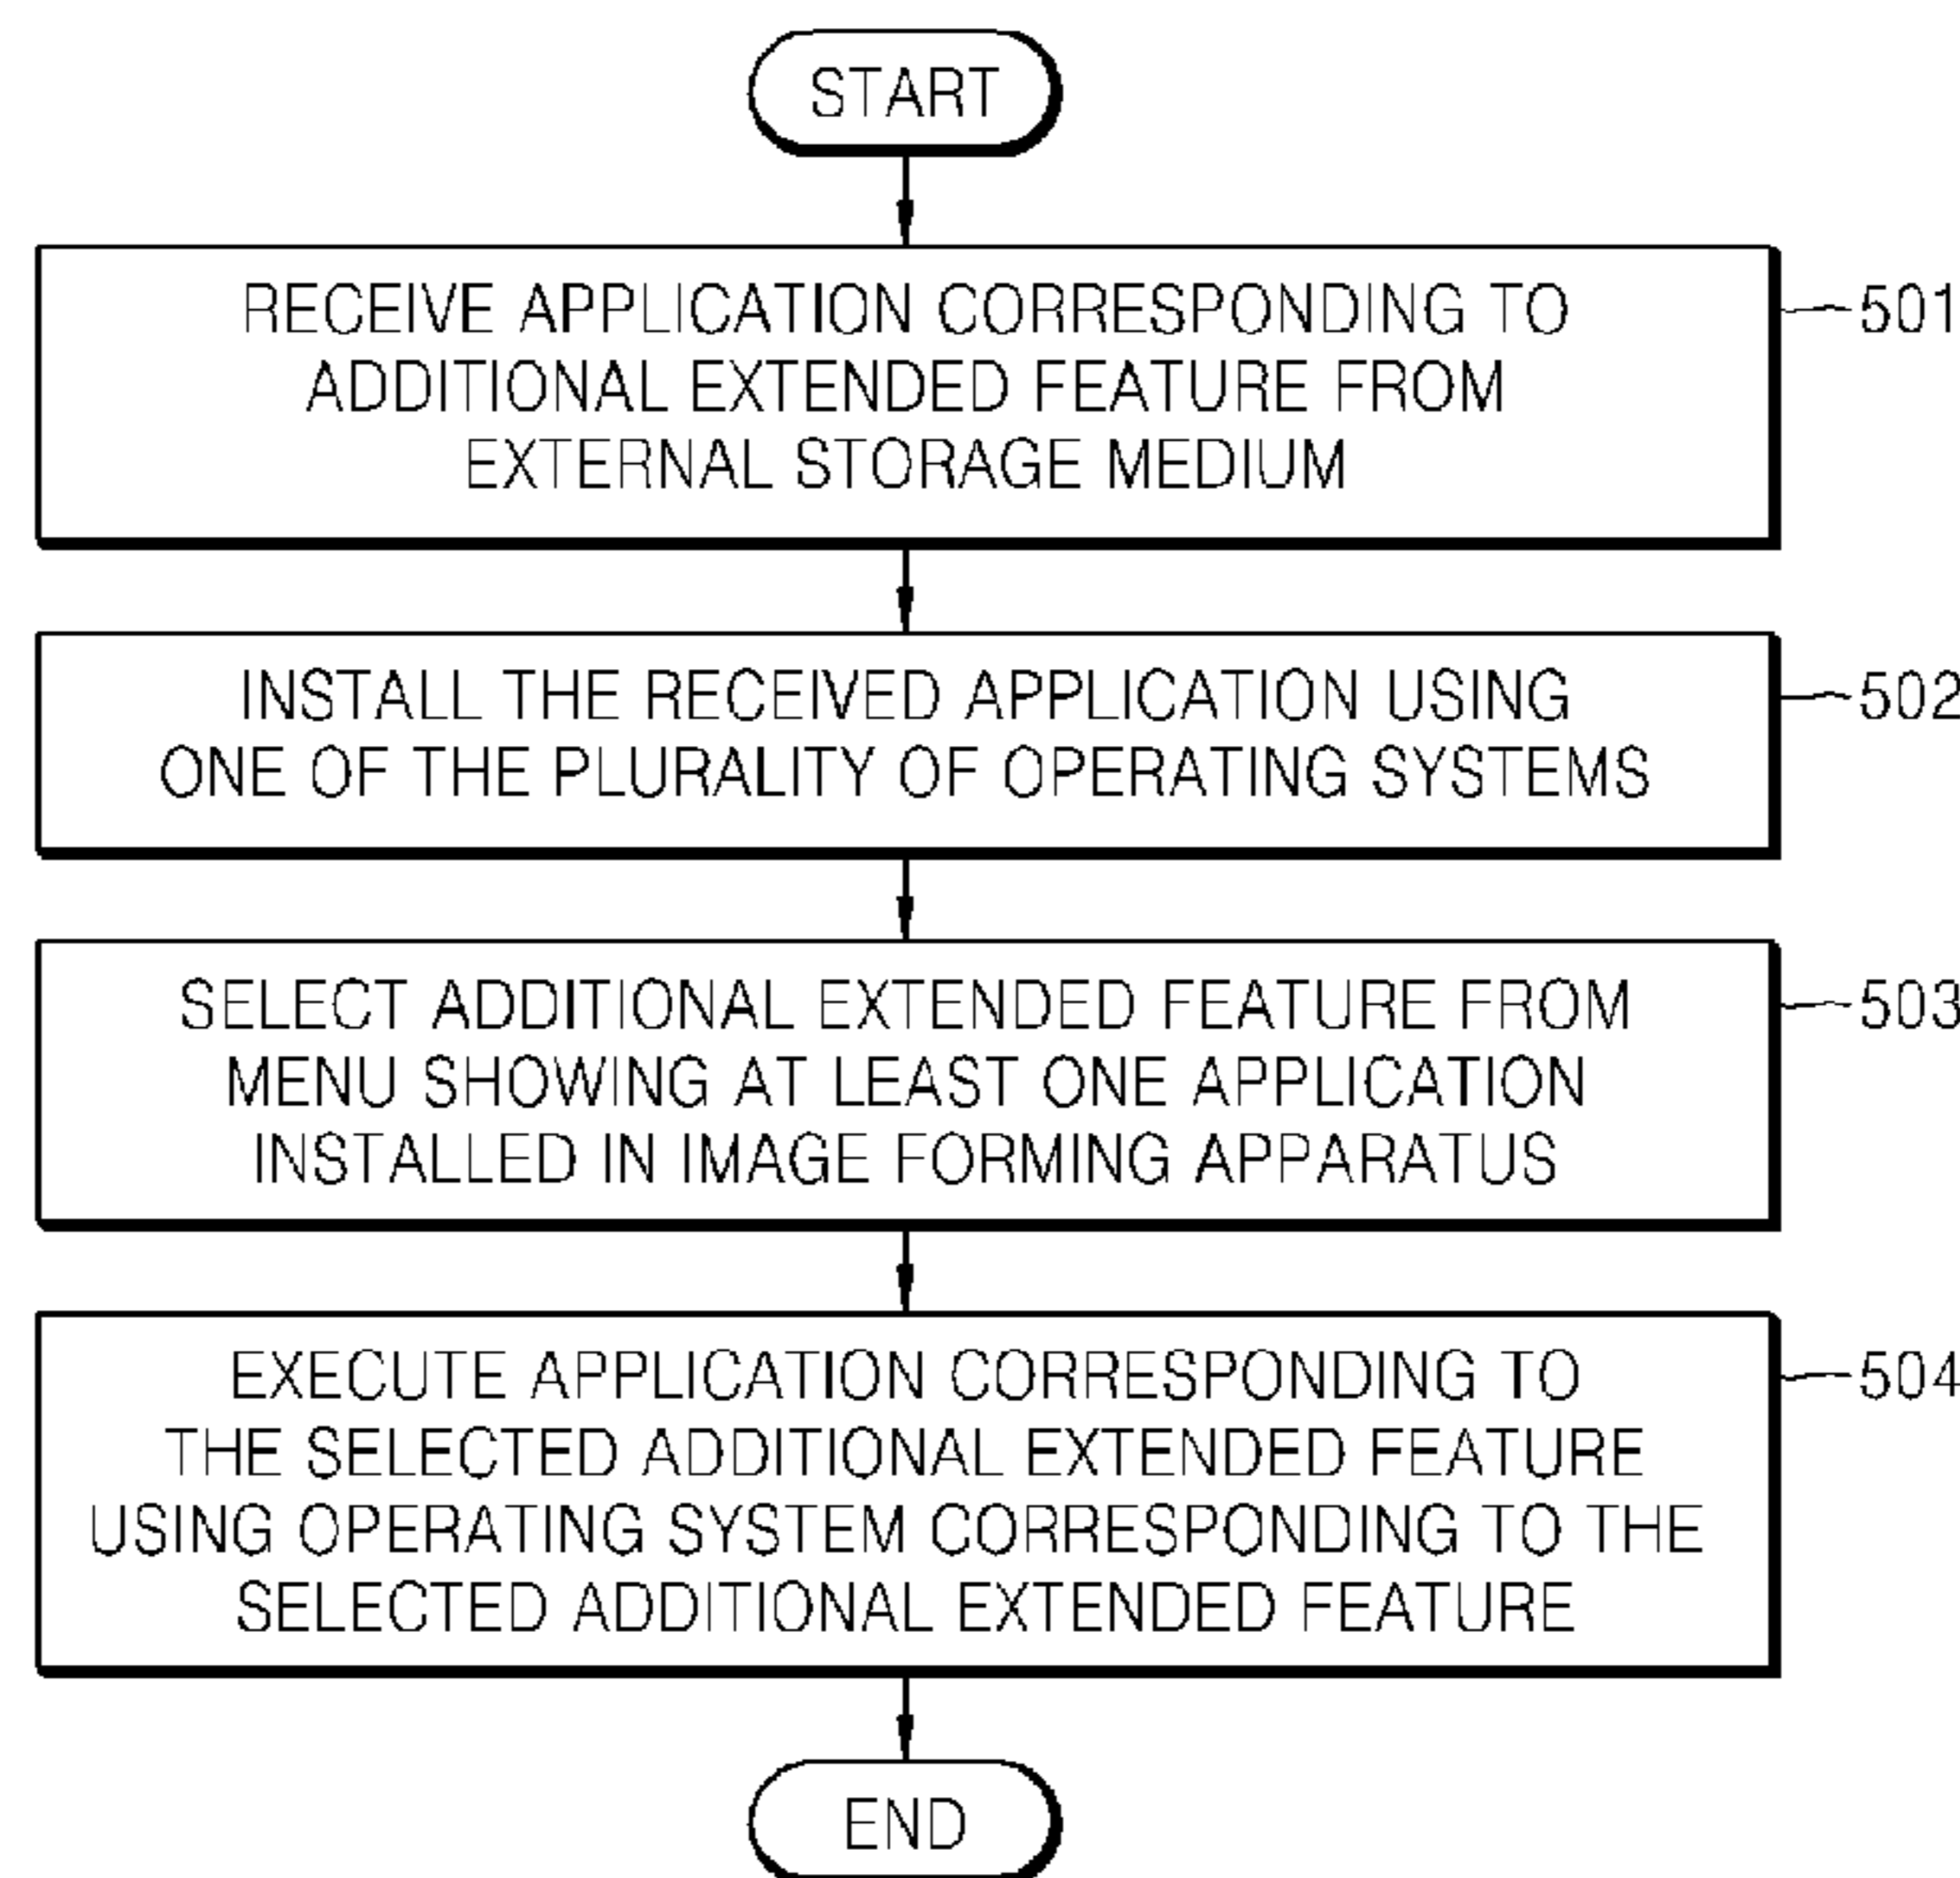 START
RECEIVE APPLICATION CORRESPONDING TO
ADDITIONAL EXTENDED FEATURE FROM
EXTERNAL STORAGE MEDIUM
501
INSTALL THE RECEIVED APPLICATION USING
ONE OF THE PLURALITY OF OPERATING SYSTEMS
502
SELECT ADDITIONAL EXTENDED FEATURE FROM
MENU SHOWING AT LEAST ONE APPLICATION
INSTALLED IN IMAGE FORMING APPARATUS
503
EXECUTE APPLICATION CORRESPONDING TO
THE SELECTED ADDITIONAL EXTENDED FEATURE
USING OPERATING SYSTEM CORRESPONDING TO THE
SELECTED ADDITIONAL EXTENDED FEATURE
504
END